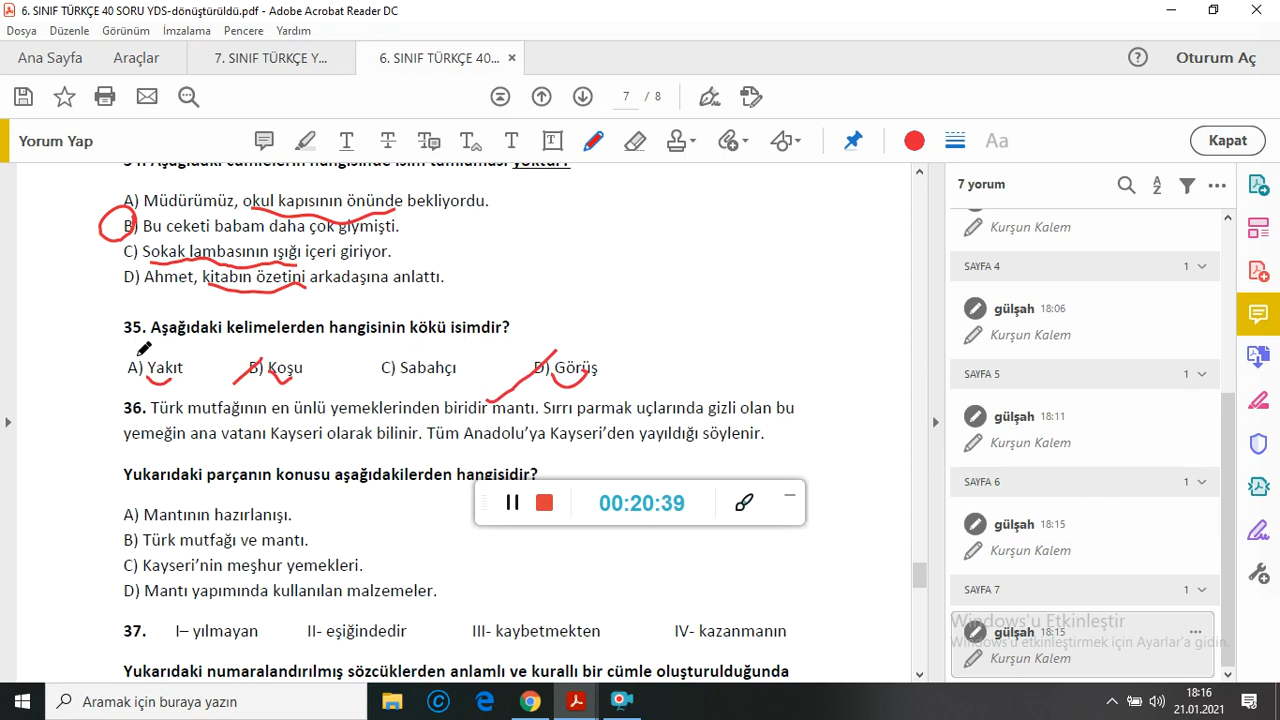 6. SINIF TÜRKÇE 40 SORU YDS-dönüştürüldü.pdf - Adobe Acrobat Reader DC
Dosya Düzenle Görünüm İmzalama Pencere Yardım
Ana Sayfa Araçlar 7. SINIF TÜRKÇE Y... 6. SINIF TÜRKÇE 40... Oturum Aç
7 / 8
Yorum Yap Kapat
34. Aşağıdaki cümlelerin hangisinde isim tamlaması yoktur?
A) Müdürümüz, okul kapısının önünde bekliyordu.
B) Bu ceketi babam daha çok giymişti.
C) Sokak lambasının ışığı içeri giriyor.
D) Ahmet, kitabın özetini arkadaşına anlattı.
35. Aşağıdaki kelimelerden hangisinin kökü isimdir?
A) Yakıt B) Koşu C) Sabahçı D) Görüş
36. Türk mutfağının en ünlü yemeklerinden biridir mantı. Sırrı parmak uçlarında gizli olan bu
yemeğin ana vatanı Kayseri olarak bilinir. Tüm Anadolu’ya Kayseri’den yayıldığı söylenir.
Yukarıdaki parçanın konusu aşağıdakilerden hangisidir?
A) Mantının hazırlanışı.
B) Türk mutfağı ve mantı.
C) Kayseri’nin meşhur yemekleri.
D) Mantı yapımında kullanılan malzemeler.
37. I– yılmayan II- eşiğindedir III- kaybetmekten IV- kazanmanın
Yukarıdaki numaralandırılmış sözcüklerden anlamlı ve kurallı bir cümle oluşturulduğunda
00:20:39
7 yorum
Kurşun Kalem
SAYFA 4 1
gülşah 18:06
Kurşun Kalem
SAYFA 5 1
gülşah 18:11
Kurşun Kalem
SAYFA 6 1
gülşah 18:15
Kurşun Kalem
SAYFA 7 1
gülşah 18:15
Kurşun Kalem
Windows'u Etkinleştir
Windows'u etkinleştirmek için Ayarlar'a gidin.
Aramak için buraya yazın
18:16
21.01.2021